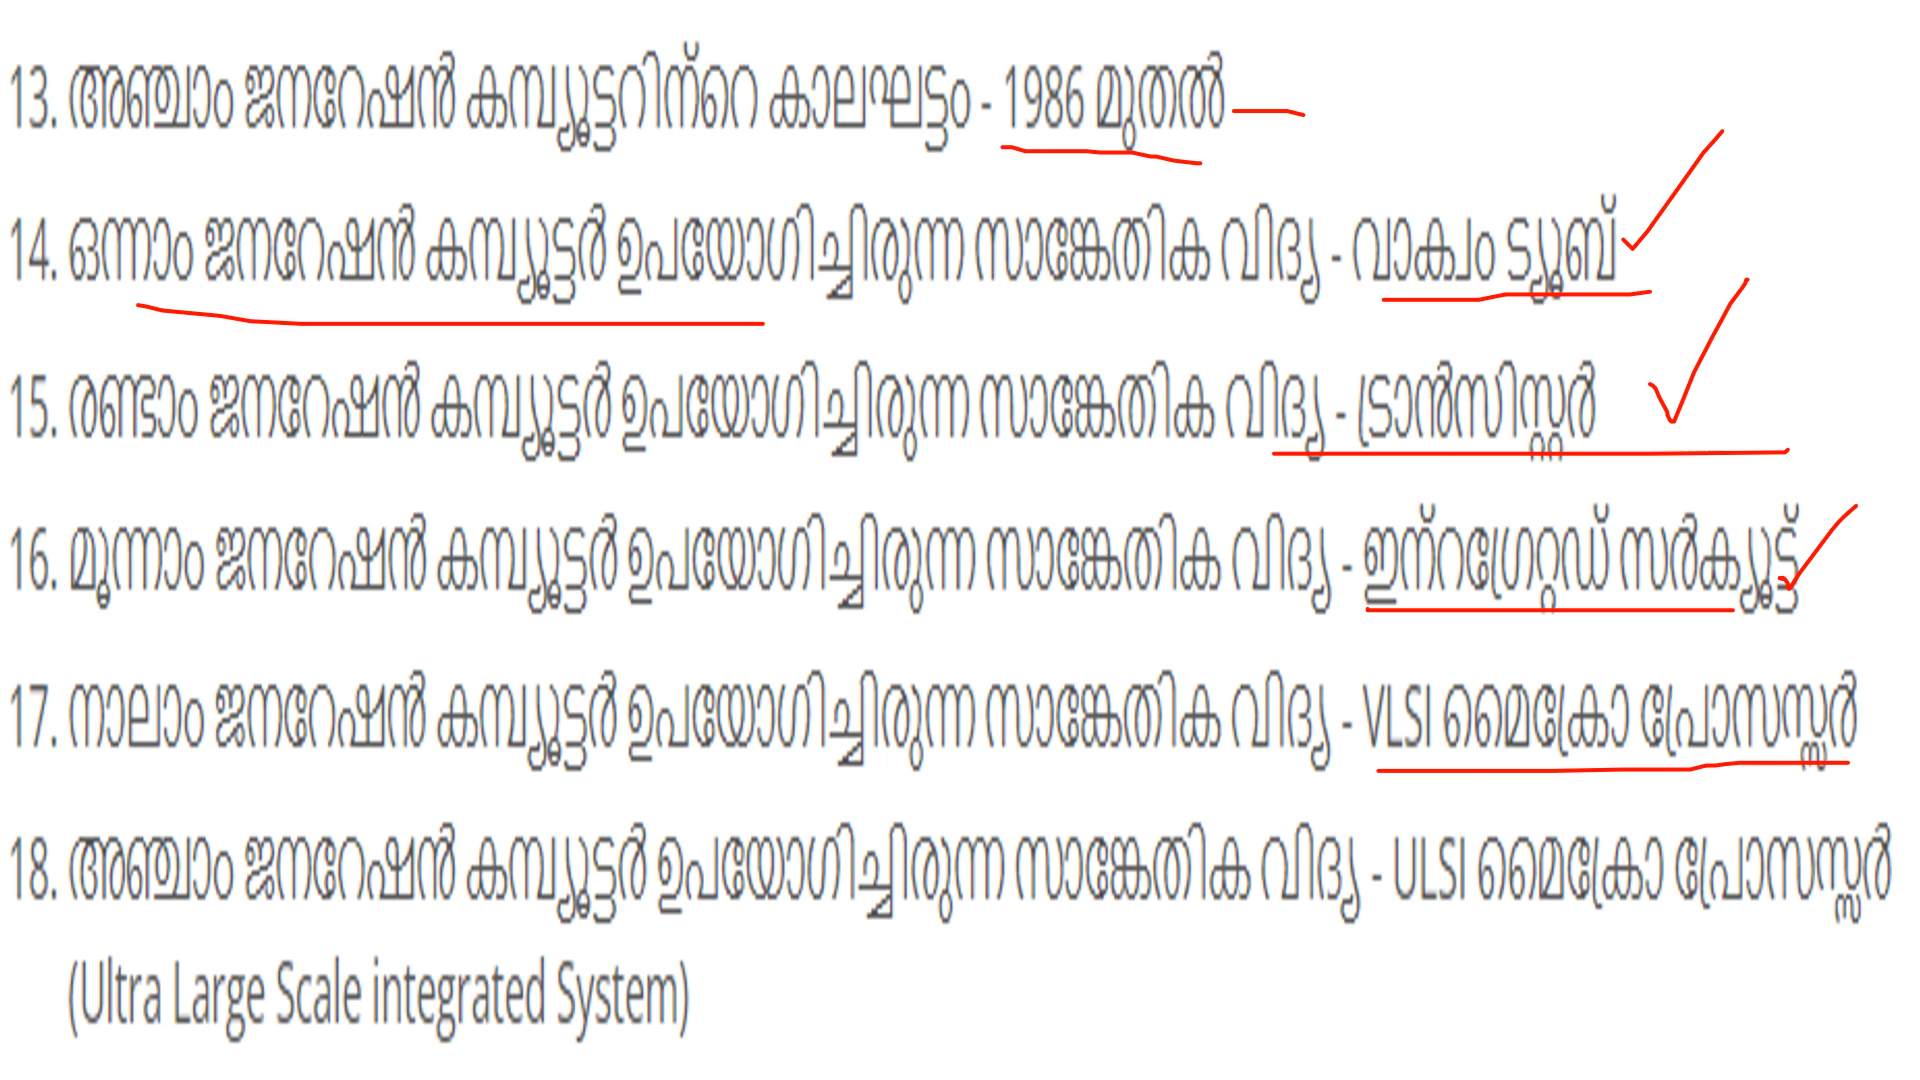 13. അഞ്ചാം ജനറേഷൻ കമ്പ്യൂട്ടറിന്റെ കാലഘട്ടം - 1986 മുതൽ
14. ഒന്നാം ജനറേഷൻ കമ്പ്യൂട്ടർ ഉപയോഗിച്ചിരുന്ന സാങ്കേതിക വിദ്യ - വാക്വം ട്യൂബ്
15. രണ്ടാം ജനറേഷൻ കമ്പ്യൂട്ടർ ഉപയോഗിച്ചിരുന്ന സാങ്കേതിക വിദ്യ - ട്രാൻസിസ്റ്റർ
16. മൂന്നാം ജനറേഷൻ കമ്പ്യൂട്ടർ ഉപയോഗിച്ചിരുന്ന സാങ്കേതിക വിദ്യ - ഇന്റഗ്രേറ്റഡ് സർക്യൂട്ട്
17. നാലാം ജനറേഷൻ കമ്പ്യൂട്ടർ ഉപയോഗിച്ചിരുന്ന സാങ്കേതിക വിദ്യ - VLSI മൈക്രോ പ്രോസസ്സർ
18. അഞ്ചാം ജനറേഷൻ കമ്പ്യൂട്ടർ ഉപയോഗിച്ചിരുന്ന സാങ്കേതിക വിദ്യ - ULSI മൈക്രോ പ്രോസസ്സർ
(Ultra Large Scale integrated System)